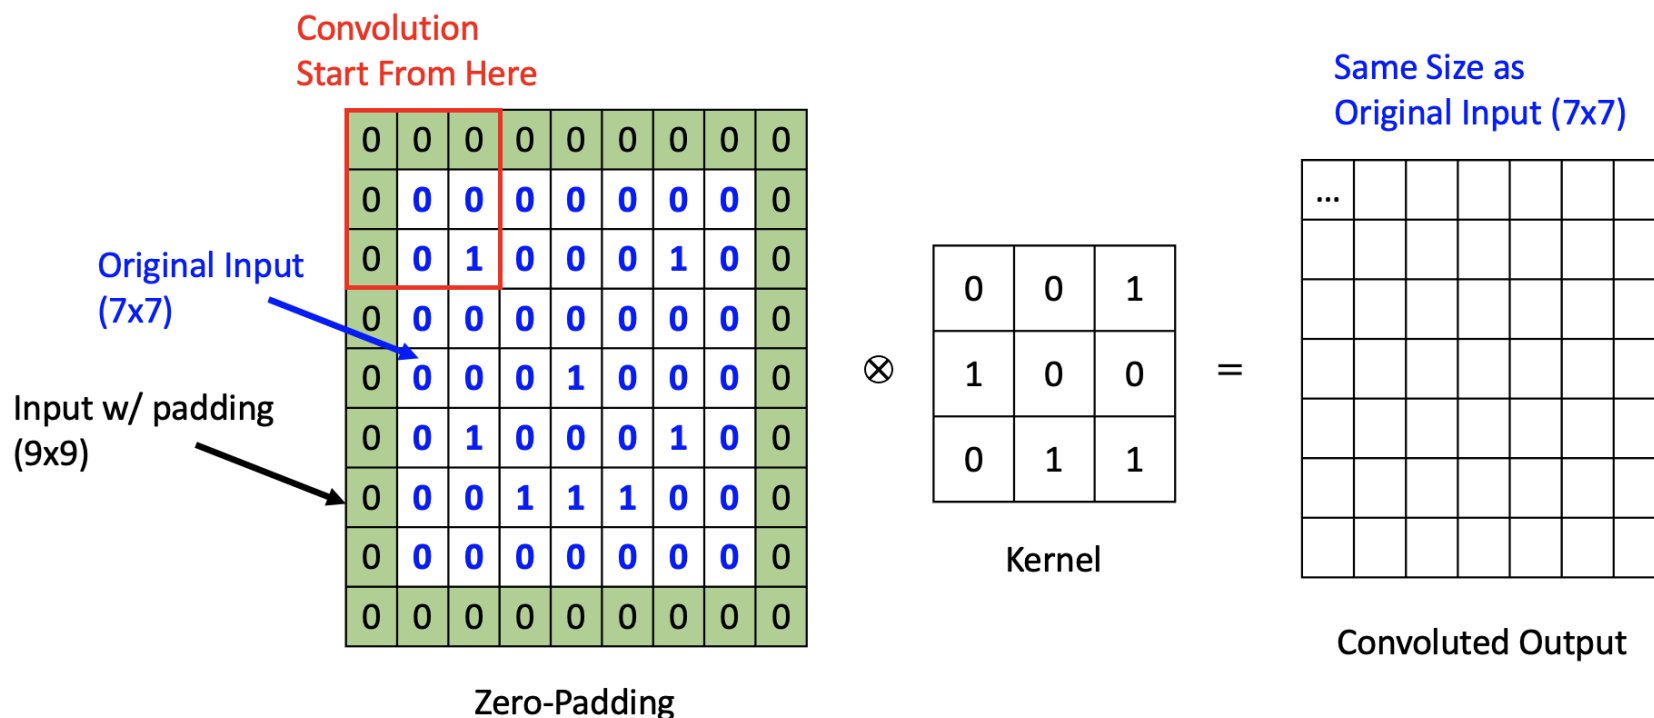 Convolution
Start From Here
Same Size as
Original Input (7x7)
0 0 0 0 0 0 0 0 0
0 0 0 0 0 0 0 0 0
0 0 1 0 0 0 1 0 0
0 0 0 0 0 0 0 0 0
0 0 0 0 1 0 0 0 0
0 0 1 0 0 0 1 0 0
0 0 0 1 1 1 0 0 0
0 0 0 0 0 0 0 0 0
0 0 0 0 0 0 0 0 0
Original Input
(7x7)
Input w/ padding
(9x9)
Zero-Padding
⊗
0 0 1
1 0 0
0 1 1
Kernel
=
...
Convoluted Output